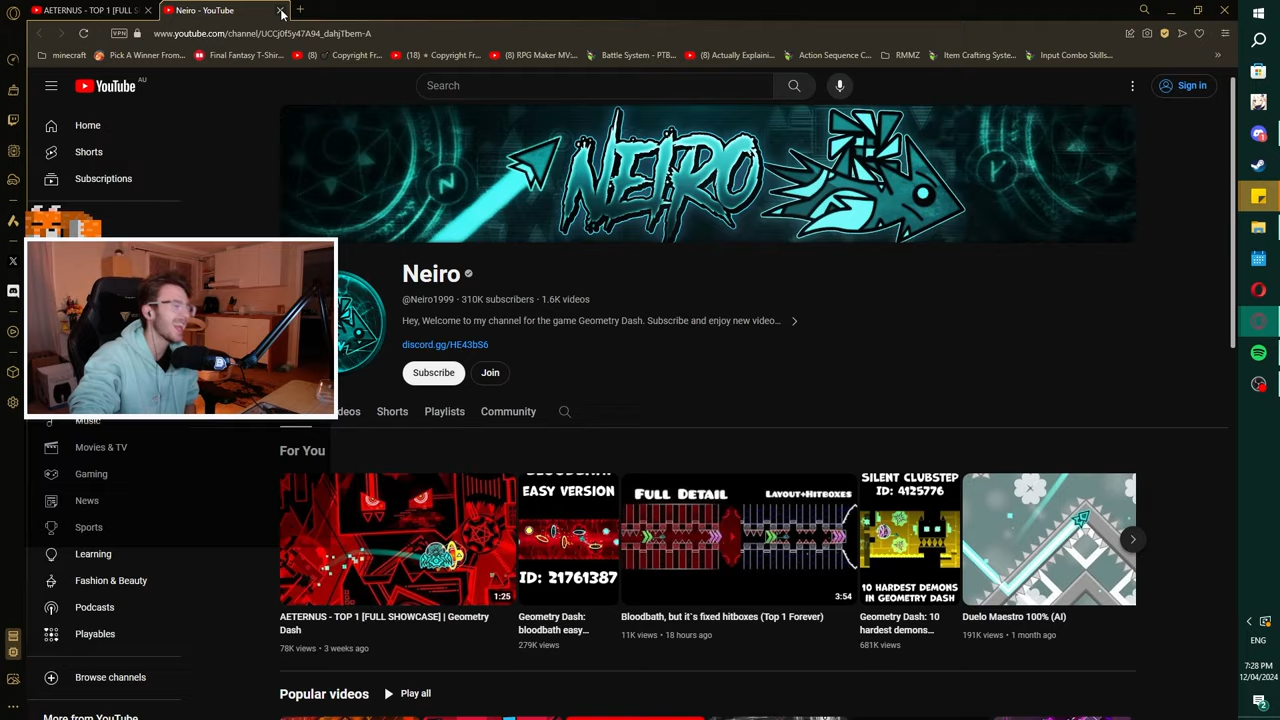 AETERNUS - TOP 1 [FULL S
Neiro - YouTube
VPN
www.youtube.com/channel/UCCj0f5y47A94_dahjTbem-A
minecraft
Pick A Winner From...
Final Fantasy T-Shir...
(8) Copyright Fr...
(18) Copyright Fr...
(8) RPG Maker MV:...
Battle System - PTB...
(8) Actually Explaini...
Action Sequence C...
RMMZ
Item Crafting Syste...
Input Combo Skills...
YouTube AU
Search
Sign in
Home
Shorts
Subscriptions
NEIRO
Neiro
@Neiro1999 · 310K subscribers · 1.6K videos
Hey, Welcome to my channel for the game Geometry Dash. Subscribe and enjoy new video...
discord.gg/HE43bS6
Subscribe
Join
deos
Shorts
Playlists
Community
Music
Movies & TV
Gaming
News
Sports
Learning
Fashion & Beauty
Podcasts
Playables
Browse channels
More from YouTube
For You
1:25
AETERNUS - TOP 1 [FULL SHOWCASE] | Geometry
Dash
78K views · 3 weeks ago
BLOODBATH
EASY VERSION
ID: 21761387
Geometry Dash:
bloodbath easy...
279K views
FULL DETAIL
LAYOUT+HITBOXES
3:54
Bloodbath, but it`s fixed hitboxes (Top 1 Forever)
11K views · 18 hours ago
SILENT CLUBSTEP
ID: 4125776
10 HARDEST DEMONS
IN GEOMETRY DASH
Geometry Dash: 10
hardest demons...
681K views
Duelo Maestro 100% (AI)
191K views · 1 month ago
Popular videos
Play all
ENG
7:28 PM
12/04/2024